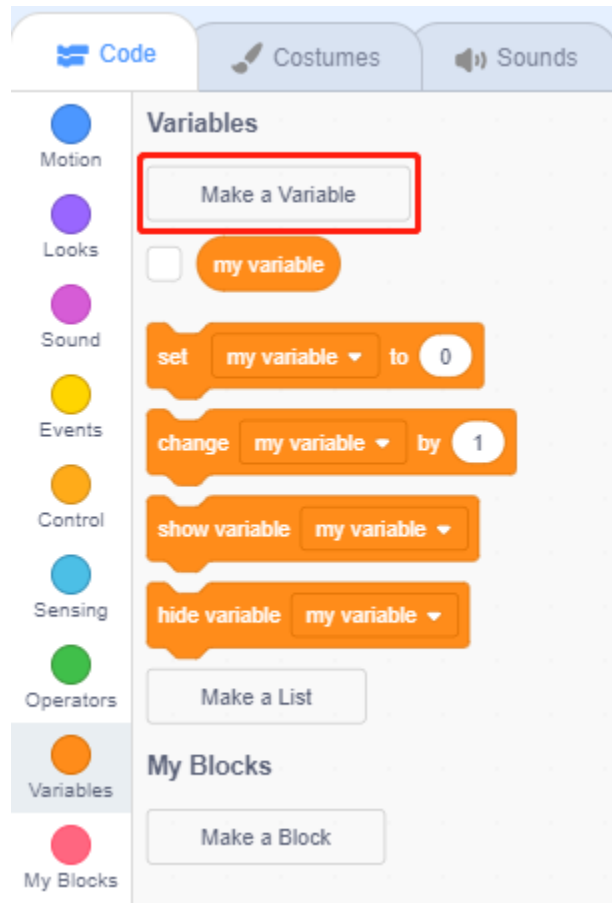 Code Costumes Sounds
Motion
Looks
Sound
Events
Control
Sensing
Operators
Variables
My Blocks
Variables
Make a Variable
my variable
set my variable to 0
change my variable by 1
show variable my variable
hide variable my variable
Make a List
My Blocks
Make a Block